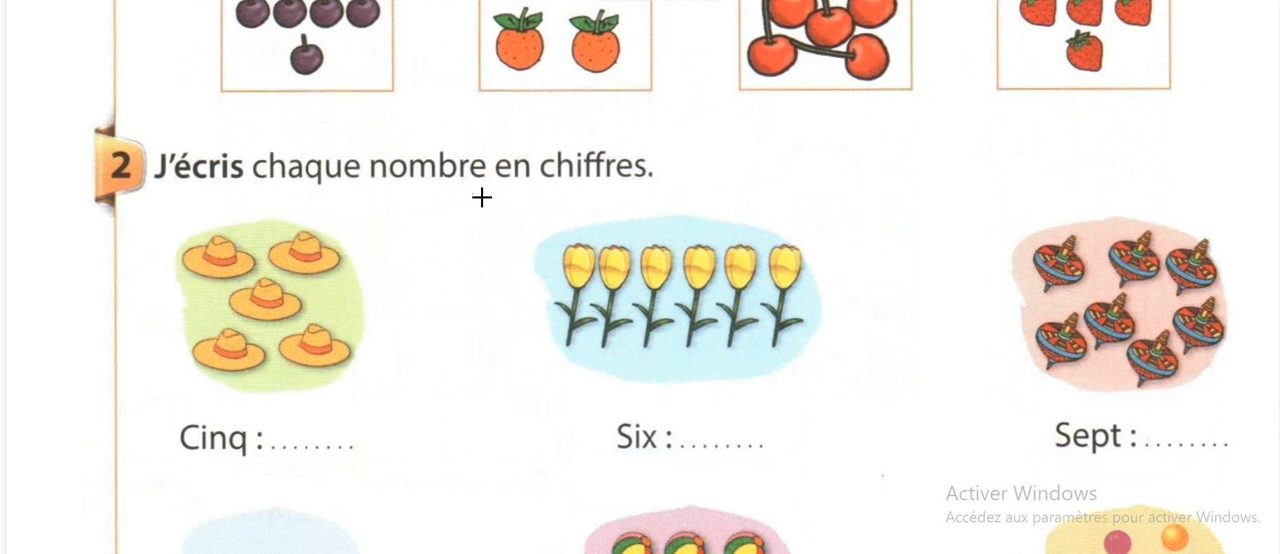 2 J'écris chaque nombre en chiffres.
Cinq :........
Six :........
Sept :........
Activer Windows
Accédez aux paramètres pour activer Windows.